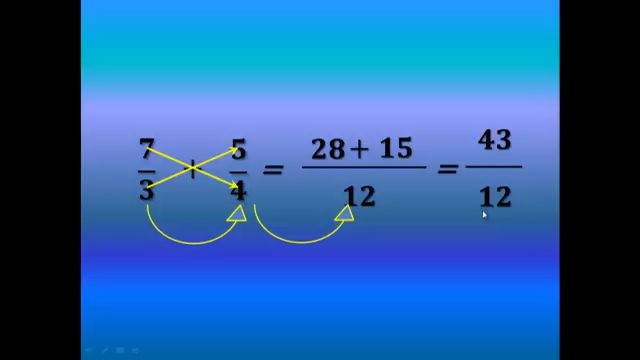 7/3 + 5/4 = (28 + 15)/12 = 43/12